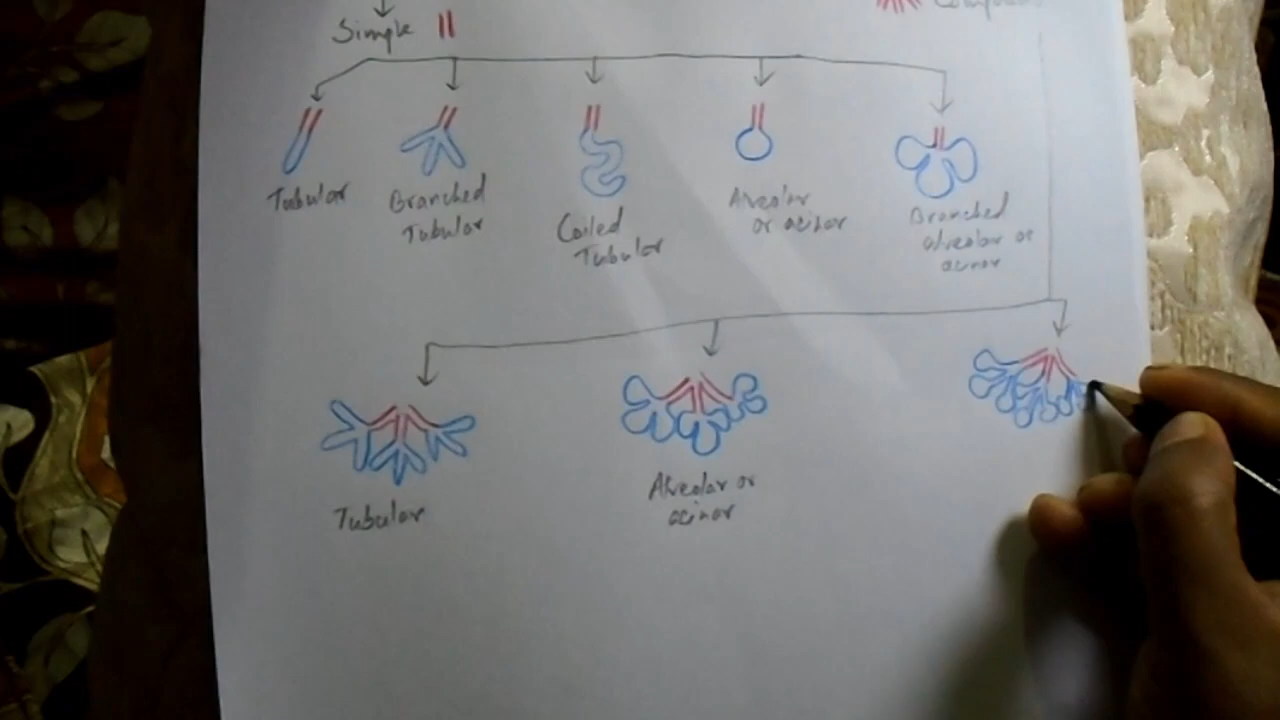 Simple
Tubular
Branched
Tubular
Coiled
Tubular
Alveolar
or acinar
Branched
alveolar or
acinar
Tubular
Alveolar or
acinar